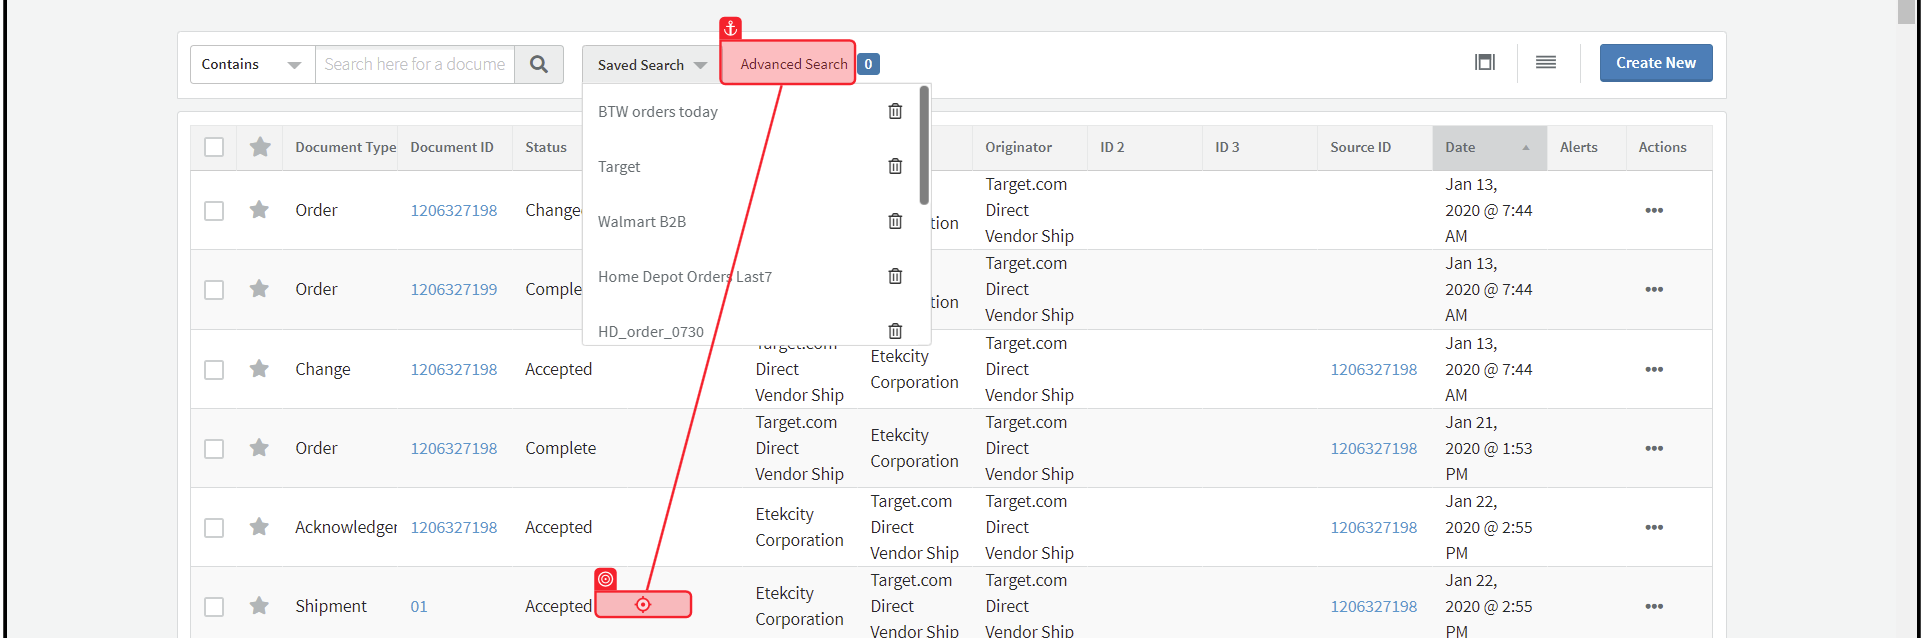 Contains Search here for a docume Saved Search Advanced Search 0 Create New
BTW orders today
Target
Walmart B2B
Home Depot Orders Last7
HD_order_0730
Document Type Document ID Status Originator ID 2 ID 3 Source ID Date Alerts Actions
Order 1206327198 Change tion Target.com Direct Vendor Ship Jan 13, 2020 @ 7:44 AM
Order 1206327199 Comple tion Target.com Direct Vendor Ship Jan 13, 2020 @ 7:44 AM
Change 1206327198 Accepted Target.com Direct Vendor Ship Etekcity Corporation Target.com Direct Vendor Ship 1206327198 Jan 13, 2020 @ 7:44 AM
Order 1206327198 Complete Target.com Direct Vendor Ship Etekcity Corporation Target.com Direct Vendor Ship 1206327198 Jan 21, 2020 @ 1:53 PM
Acknowledger 1206327198 Accepted Etekcity Corporation Target.com Direct Vendor Ship Target.com Direct Vendor Ship 1206327198 Jan 22, 2020 @ 2:55 PM
Shipment 01 Accepted Etekcity Corporation Target.com Direct Vendor Ship Target.com Direct Vendor Ship 1206327198 Jan 22, 2020 @ 2:55 PM